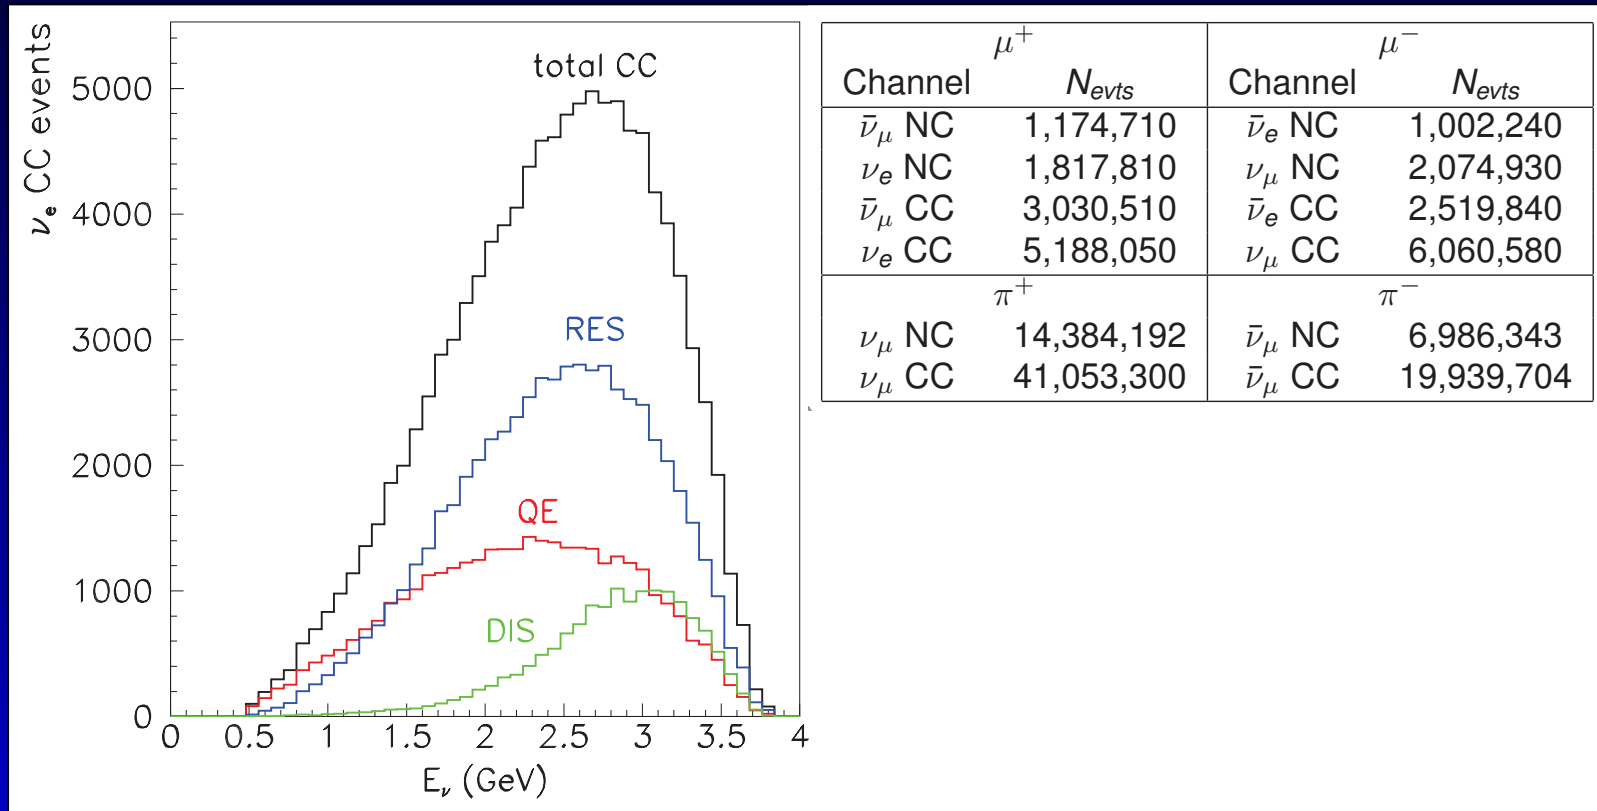 ν_e CC events
5000
4000
3000
2000
1000
0
total CC
RES
QE
DIS
0 0.5 1 1.5 2 2.5 3 3.5 4
E_ν (GeV)
μ⁺ μ⁻
Channel N_evts Channel N_evts
ν̄_μ NC 1,174,710 ν̄_e NC 1,002,240
ν_e NC 1,817,810 ν_μ NC 2,074,930
ν̄_μ CC 3,030,510 ν̄_e CC 2,519,840
ν_e CC 5,188,050 ν_μ CC 6,060,580
π⁺ π⁻
ν_μ NC 14,384,192 ν̄_μ NC 6,986,343
ν_μ CC 41,053,300 ν̄_μ CC 19,939,704